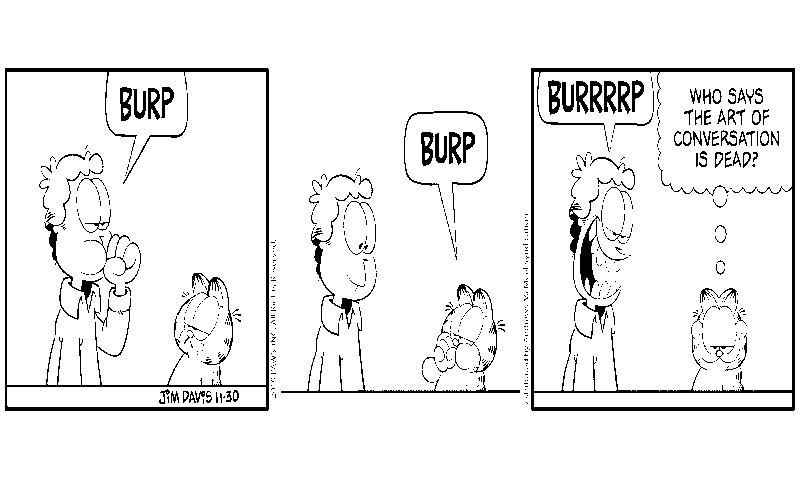 BURP
JIM DAVIS 11-30
BURP
BURRRRP
WHO SAYS
THE ART OF
CONVERSATION
IS DEAD?